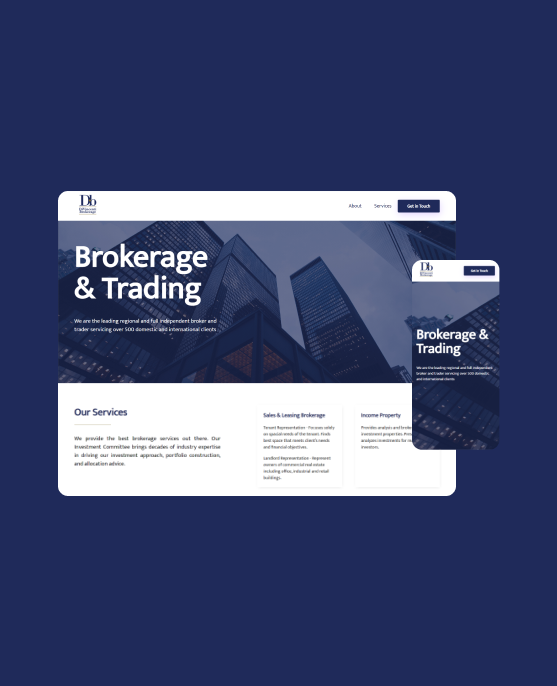 Db
Brokerage
About
Services
Get in Touch
Brokerage
& Trading
We are the leading regional and full independent broker and
trader servicing over 500 domestic and international clients
Our Services
We provide the best brokerage services out there. Our
Investment Committee brings decades of industry expertise
in driving our investment approach, portfolio construction,
and allocation advice.
Sales & Leasing Brokerage
Tenant Representation - Focuses solely
on special needs of the tenant. Finds
best space that meets client's needs
and financial objectives.
Landlord Representation - Represent
owners of commercial real estate
including office, industrial and retail
buildings.
Income Property
Provides analysis and
investment properties.
analyzes investments for
investors.
Db
Brokerage
Get in Touch
Brokerage &
Trading
We are the leading regional and full independent
broker and trader servicing over 500 domestic
and international clients